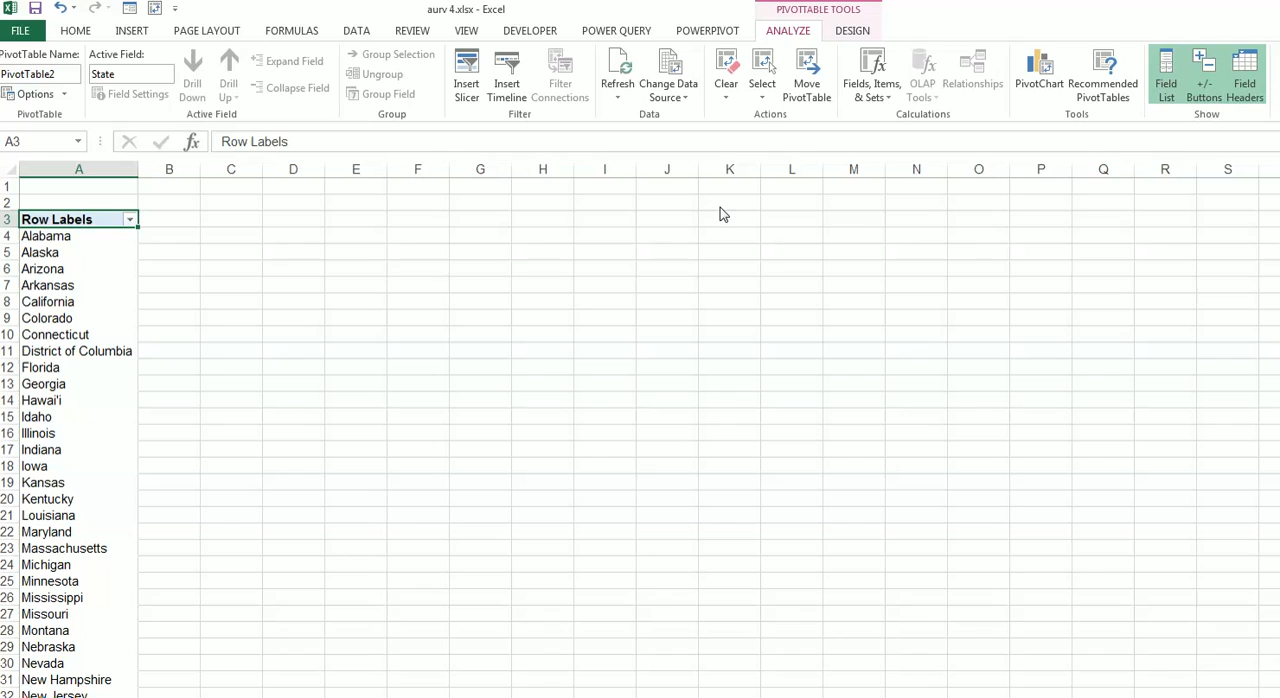 aurv 4.xlsx - Excel
PIVOTTABLE TOOLS
FILE HOME INSERT PAGE LAYOUT FORMULAS DATA REVIEW VIEW DEVELOPER POWER QUERY POWERPIVOT ANALYZE DESIGN
PivotTable Name:
PivotTable2
Options
PivotTable
Active Field:
State
Field Settings
Drill Down
Drill Up
Expand Field
Collapse Field
Active Field
Group Selection
Ungroup
Group Field
Group
Insert Slicer
Insert Timeline
Filter Connections
Filter
Refresh
Change Data Source
Data
Clear
Select
Move PivotTable
Actions
Fields, Items, & Sets
OLAP Tools
Relationships
Calculations
PivotChart
Recommended PivotTables
Tools
Field List
+/- Buttons
Field Headers
Show
A3 fx Row Labels
A B C D E F G H I J K L M N O P Q R S
1
2
3 Row Labels
4 Alabama
5 Alaska
6 Arizona
7 Arkansas
8 California
9 Colorado
10 Connecticut
11 District of Columbia
12 Florida
13 Georgia
14 Hawai'i
15 Idaho
16 Illinois
17 Indiana
18 Iowa
19 Kansas
20 Kentucky
21 Louisiana
22 Maryland
23 Massachusetts
24 Michigan
25 Minnesota
26 Mississippi
27 Missouri
28 Montana
29 Nebraska
30 Nevada
31 New Hampshire
32 New Jersey